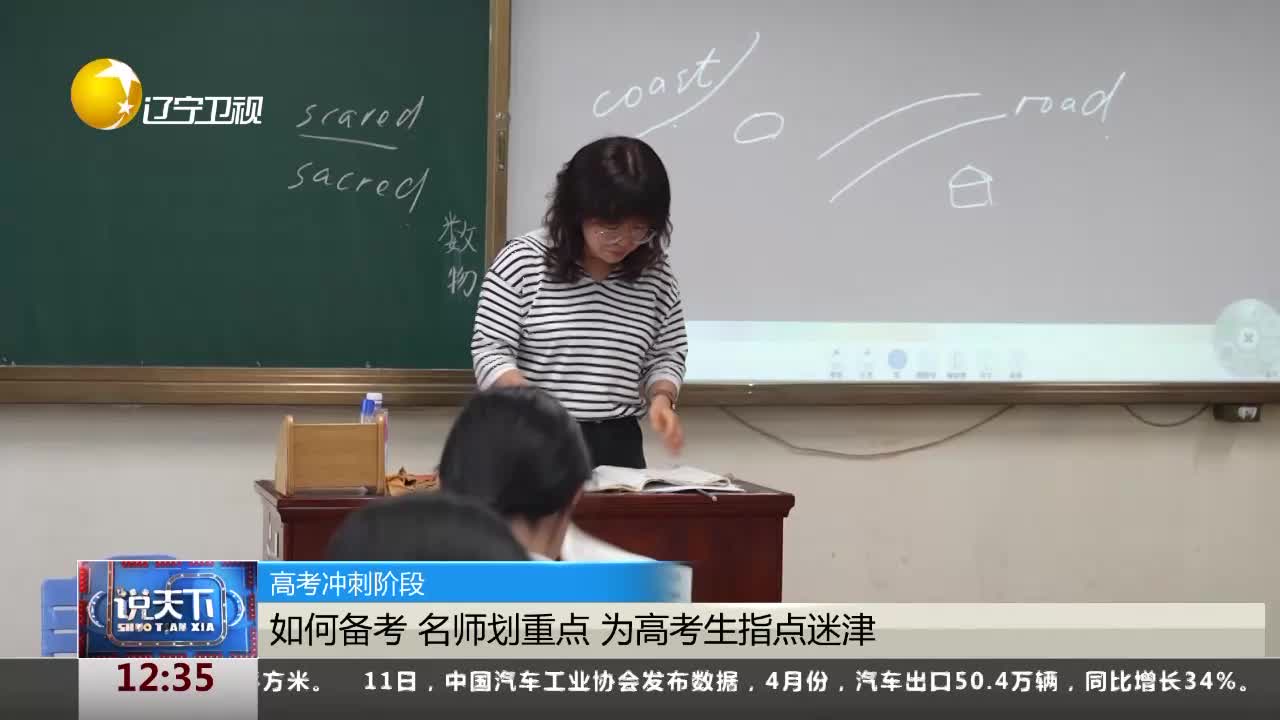 辽宁卫视
scared
sacred
数
物
coast
road
高考冲刺阶段
说天下
SHUO TIAN XIA
如何备考 名师划重点 为高考生指点迷津
12:35
方米。 11日，中国汽车工业协会发布数据，4月份，汽车出口50.4万辆，同比增长34%。